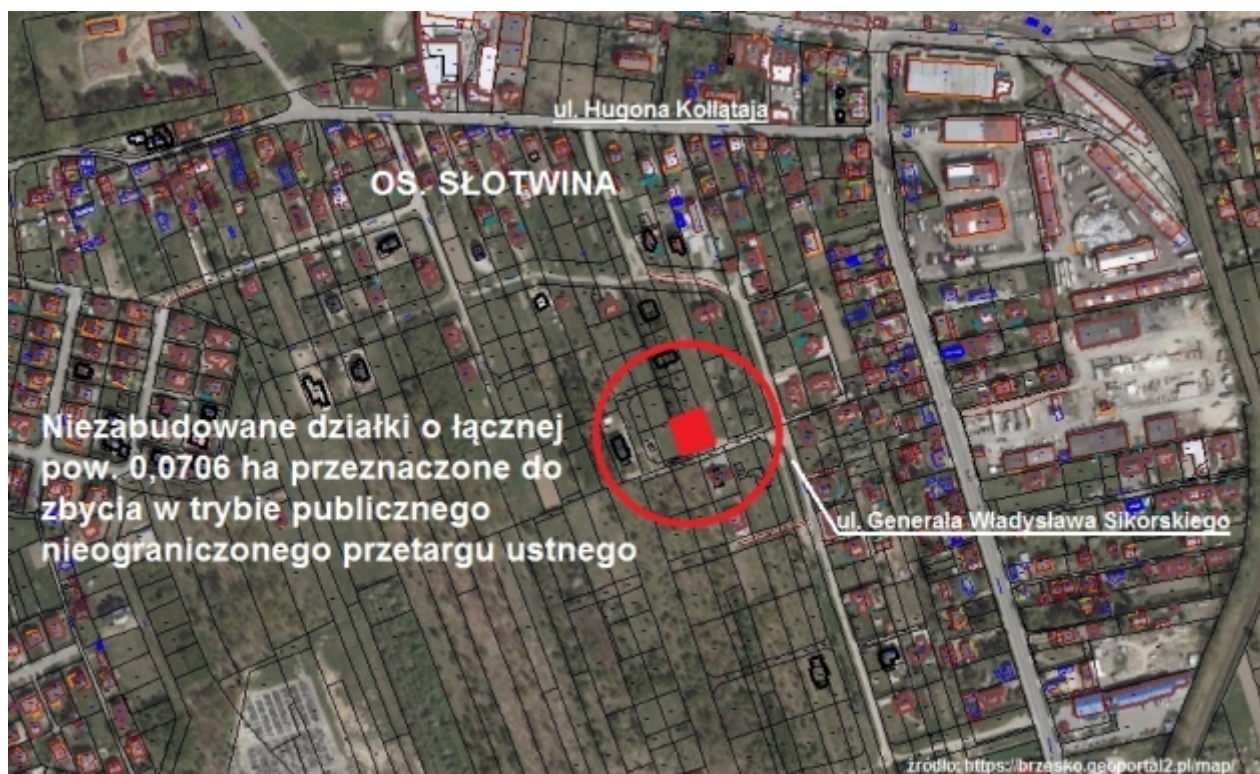 ul. Hugona Kołłątaja
OS. SŁOTWINA
Niezabudowane działki o łącznej
pow. 0,0706 ha przeznaczone do
zbycia w trybie publicznego
nieograniczonego przetargu ustnego
ul. Generała Władysława Sikorskiego
źródło: https://brzesko.geoportal2.pl/map/